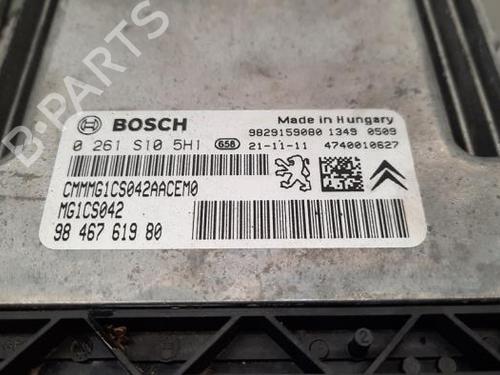 BOSCH
Made in Hungary
9829159080 1349 0509
0 261 S10 5H1 658 21-11-11 4740010627
CMMMG1CS042AACEM0
MG1CS042
98 467 619 80
B-PARTS